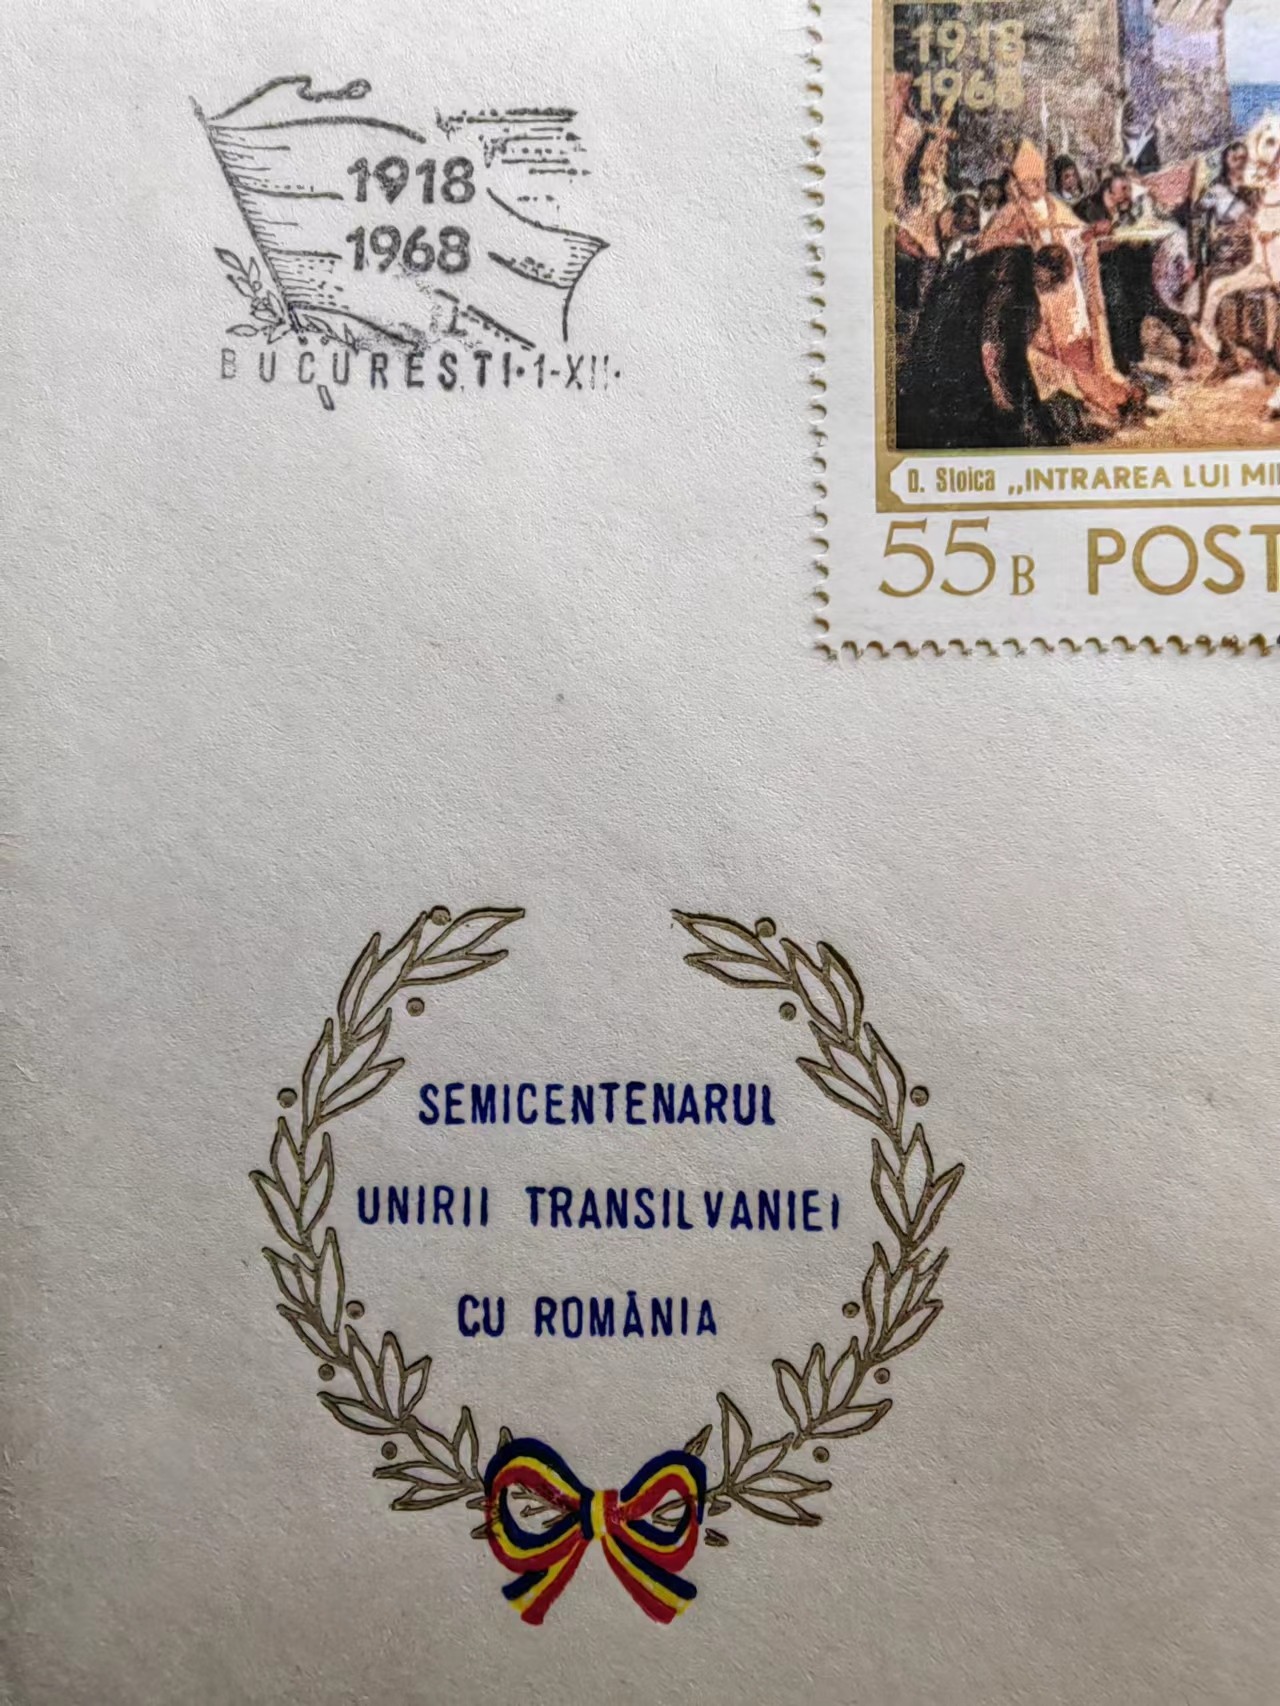 1918
1968
BUCUREȘTI·1-XII·
1918
1968
D. Stoica „INTRAREA LUI MI
55B POST
SEMICENTENARUL
UNIRII TRANSILVANIEI
CU ROMÂNIA